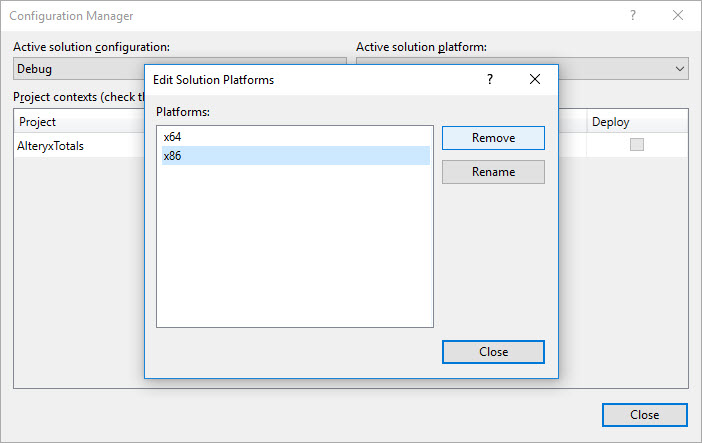 Configuration Manager
?
Active solution configuration:
Active solution platform:
Debug
Edit Solution Platforms
?
Project contexts (check th
Platforms:
Project
Deploy
x64
x86
Remove
AlteryxTotals
Rename
Close
Close